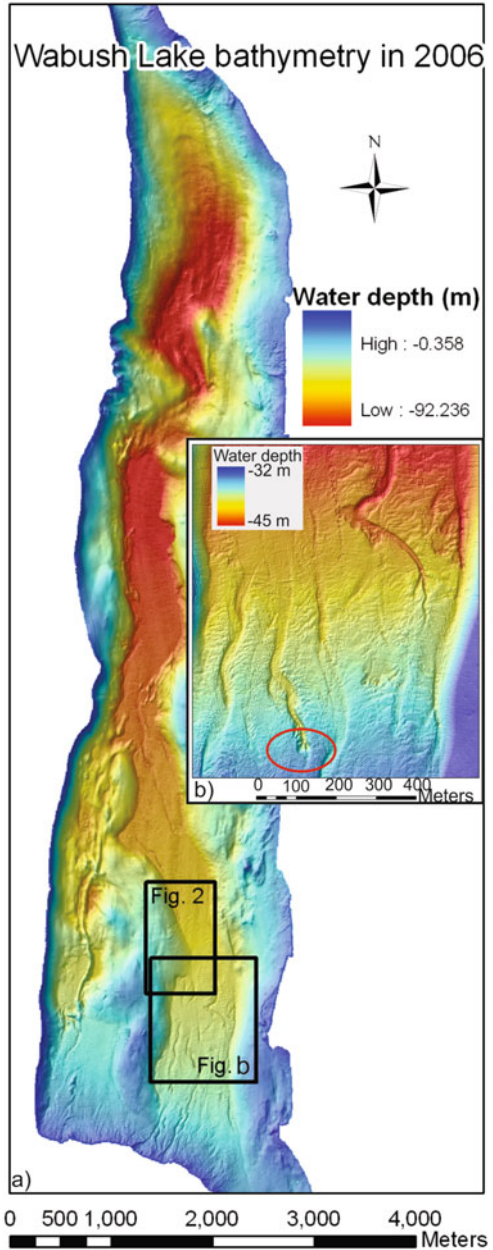 Wabush Lake bathymetry in 2006
N
Water depth (m)
High : -0.358
Low : -92.236
Water depth
-32 m
-45 m
b)
0 100 200 400
Meters
Fig. 2
Fig. b
a)
0 500 1,000 2,000 3,000 4,000
Meters